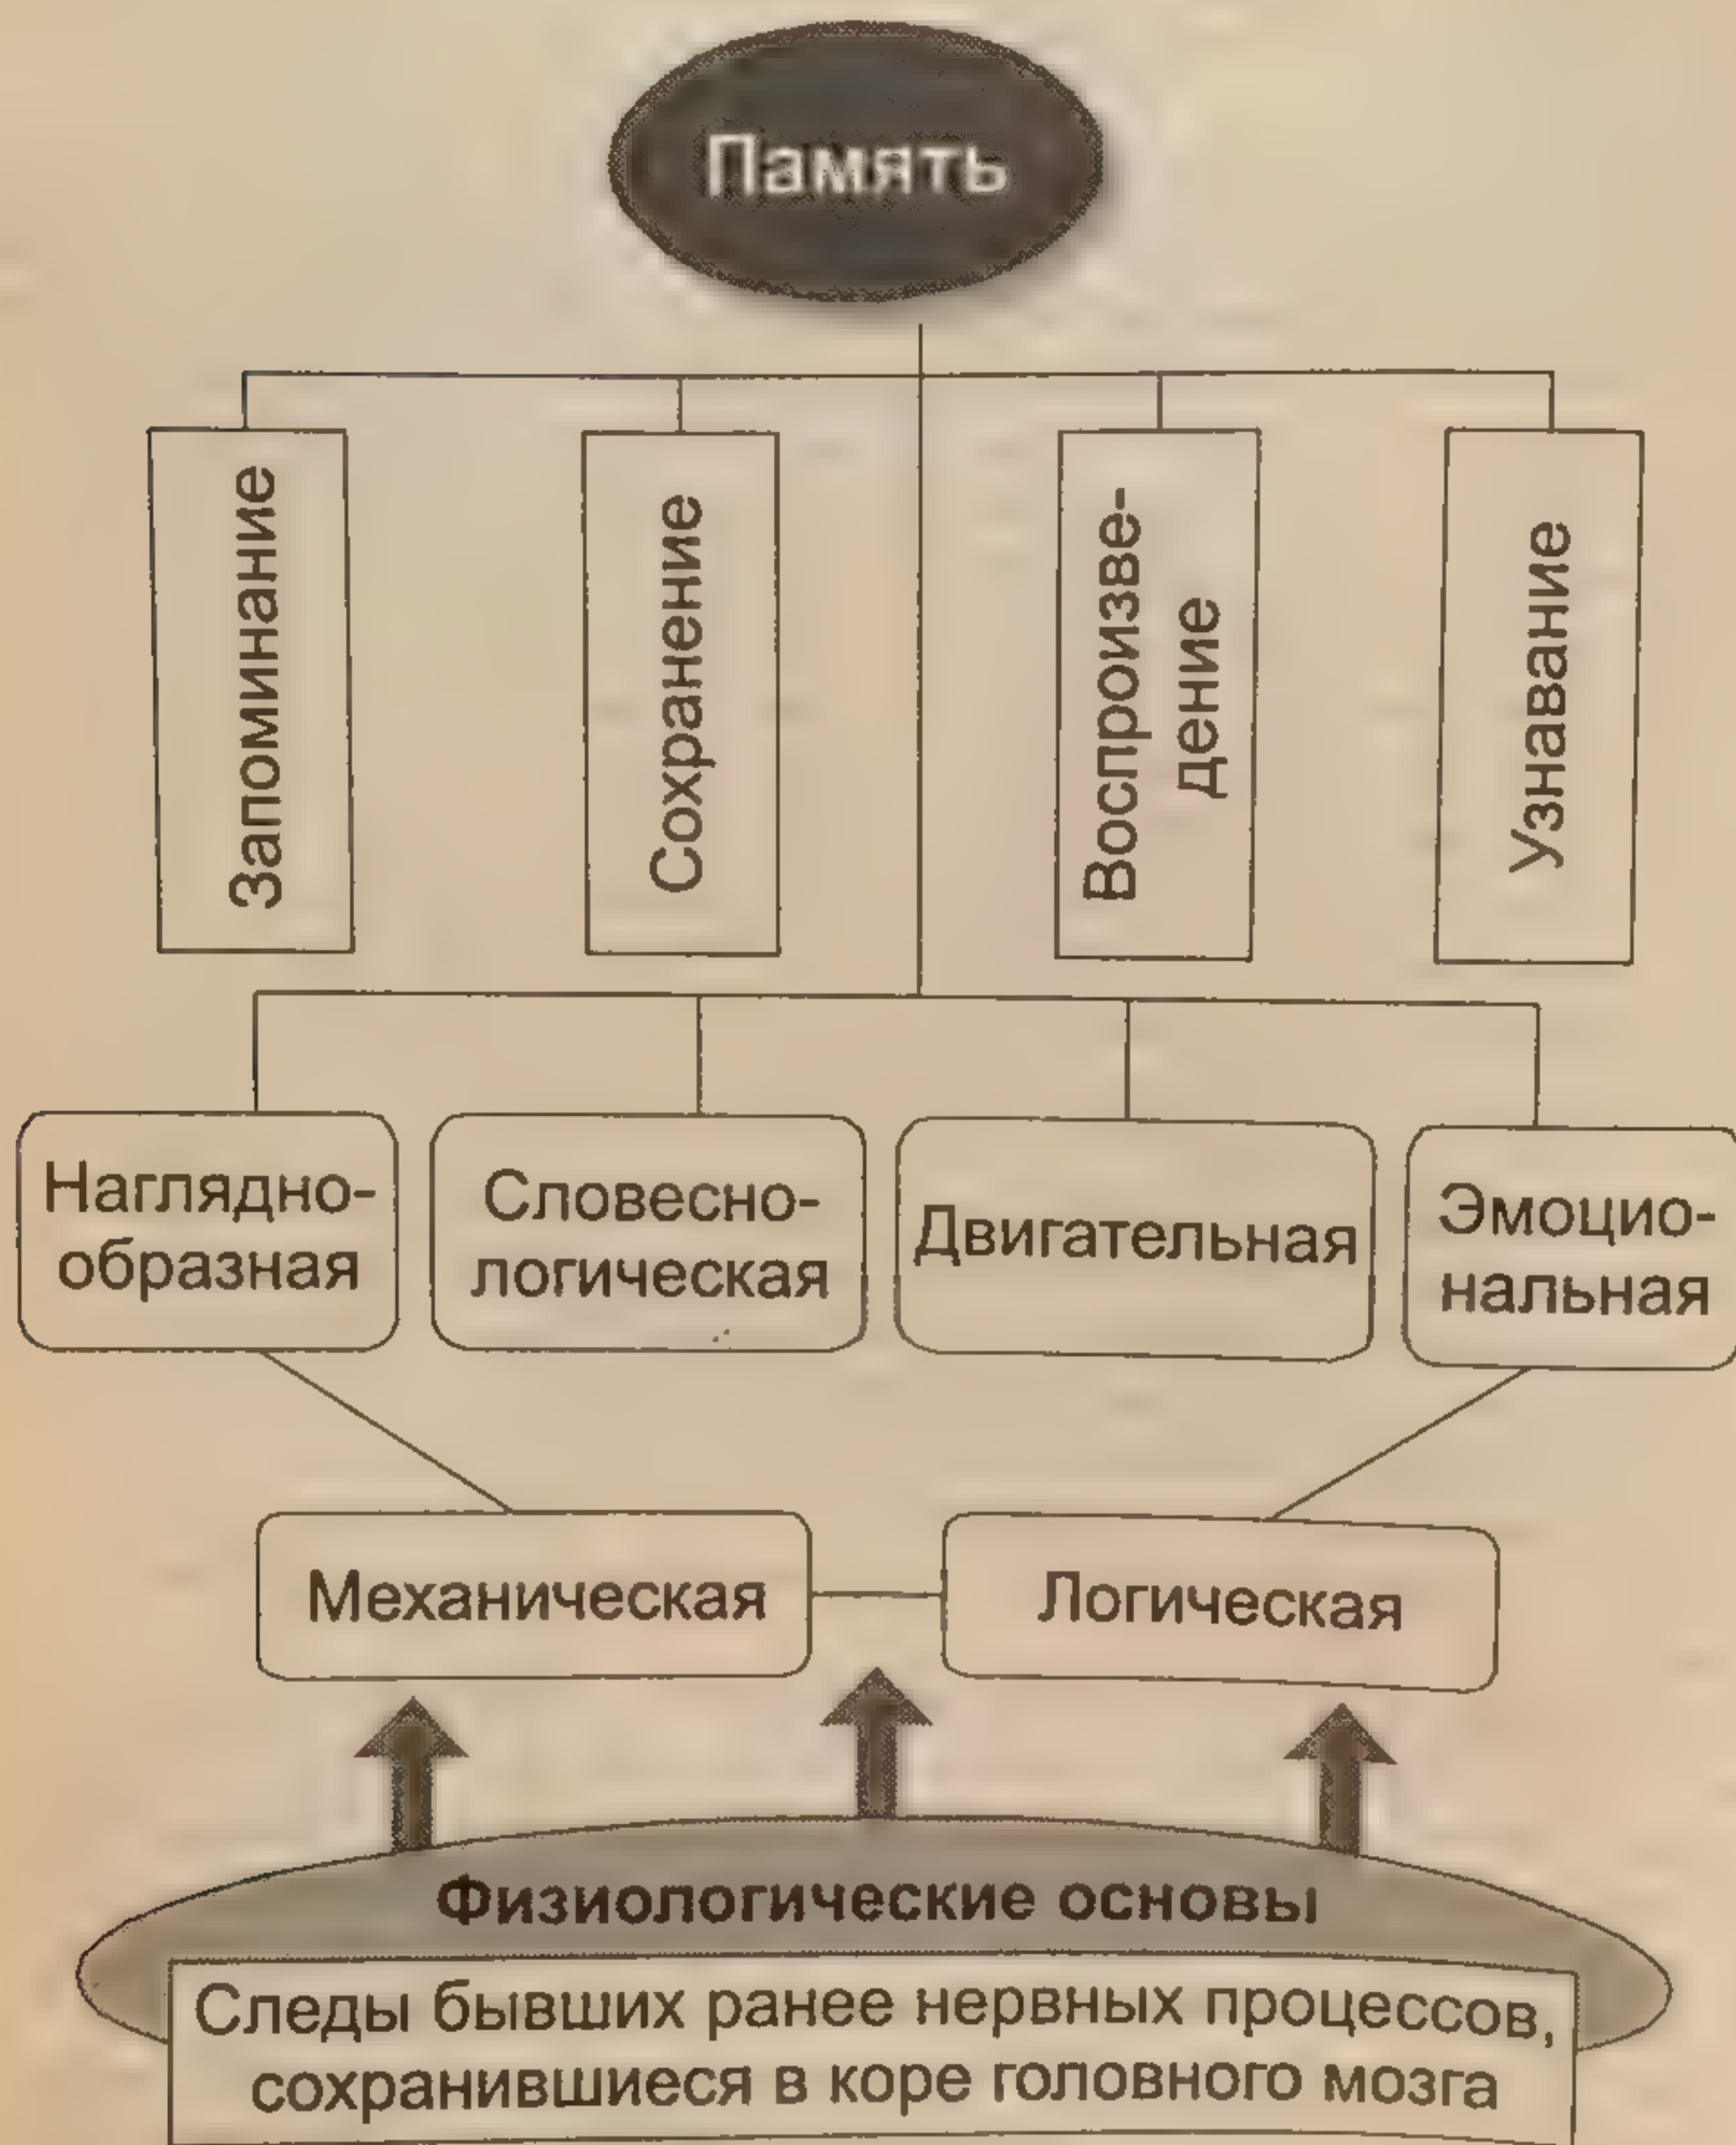 Память
Запоминание
Сохранение
Воспроизве-
дение
Узнавание
Наглядно-
образная
Словесно-
логическая
Двигательная
Эмоцио-
нальная
Механическая
Логическая
Физиологические основы
Следы бывших ранее нервных процессов,
сохранившиеся в коре головного мозга